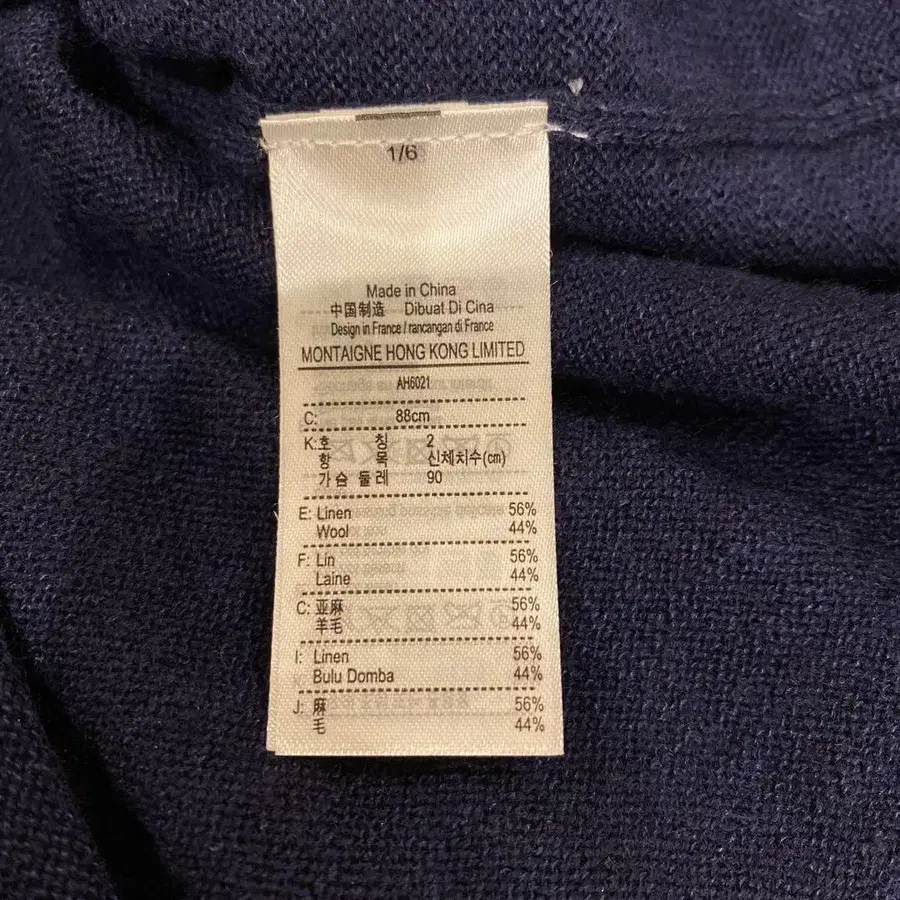 1/6
Made in China
中国制造 Dibuat Di Cina
Design in France / rancangan di France
MONTAIGNE HONG KONG LIMITED
AH6021
C: 88cm
K: 호 칭 2
항 목 신체치수(cm)
가슴 둘레 90
E: Linen 56%
Wool 44%
F: Lin 56%
Laine 44%
C: 亚麻 56%
羊毛 44%
I: Linen 56%
Bulu Domba 44%
J: 麻 56%
毛 44%